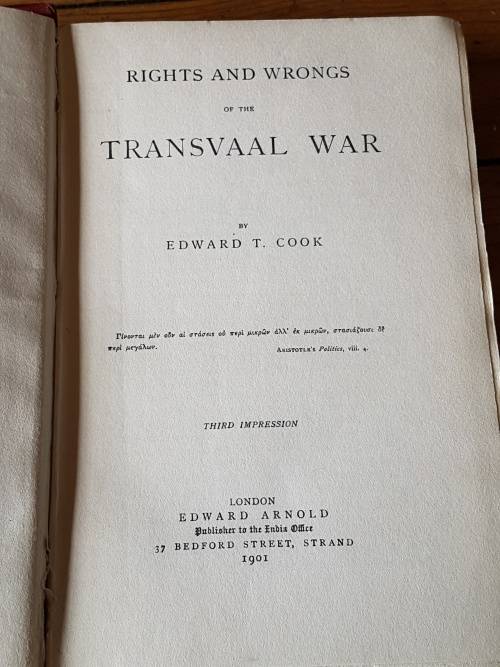 RIGHTS AND WRONGS
OF THE
TRANSVAAL WAR
BY
EDWARD T. COOK
Γίνονται μὲν οὖν αἱ στάσεις οὐ περὶ μικρῶν ἀλλ' ἐκ μικρῶν, στασιάζουσι δὲ
περὶ μεγάλων. ARISTOTLE'S Politics, viii. 4.
THIRD IMPRESSION
LONDON
EDWARD ARNOLD
Publisher to the India Office
37 BEDFORD STREET, STRAND
1901